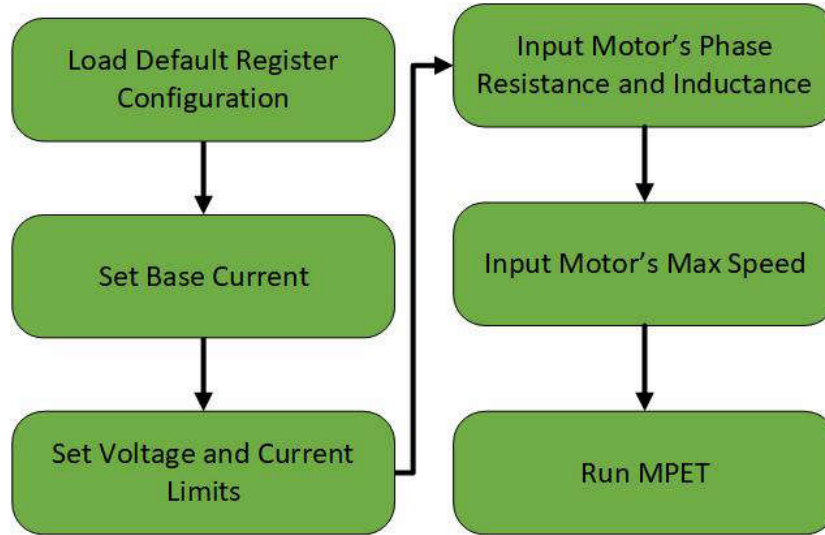 Load Default Register
Configuration
Set Base Current
Set Voltage and Current
Limits
Input Motor’s Phase
Resistance and Inductance
Input Motor’s Max Speed
Run MPET